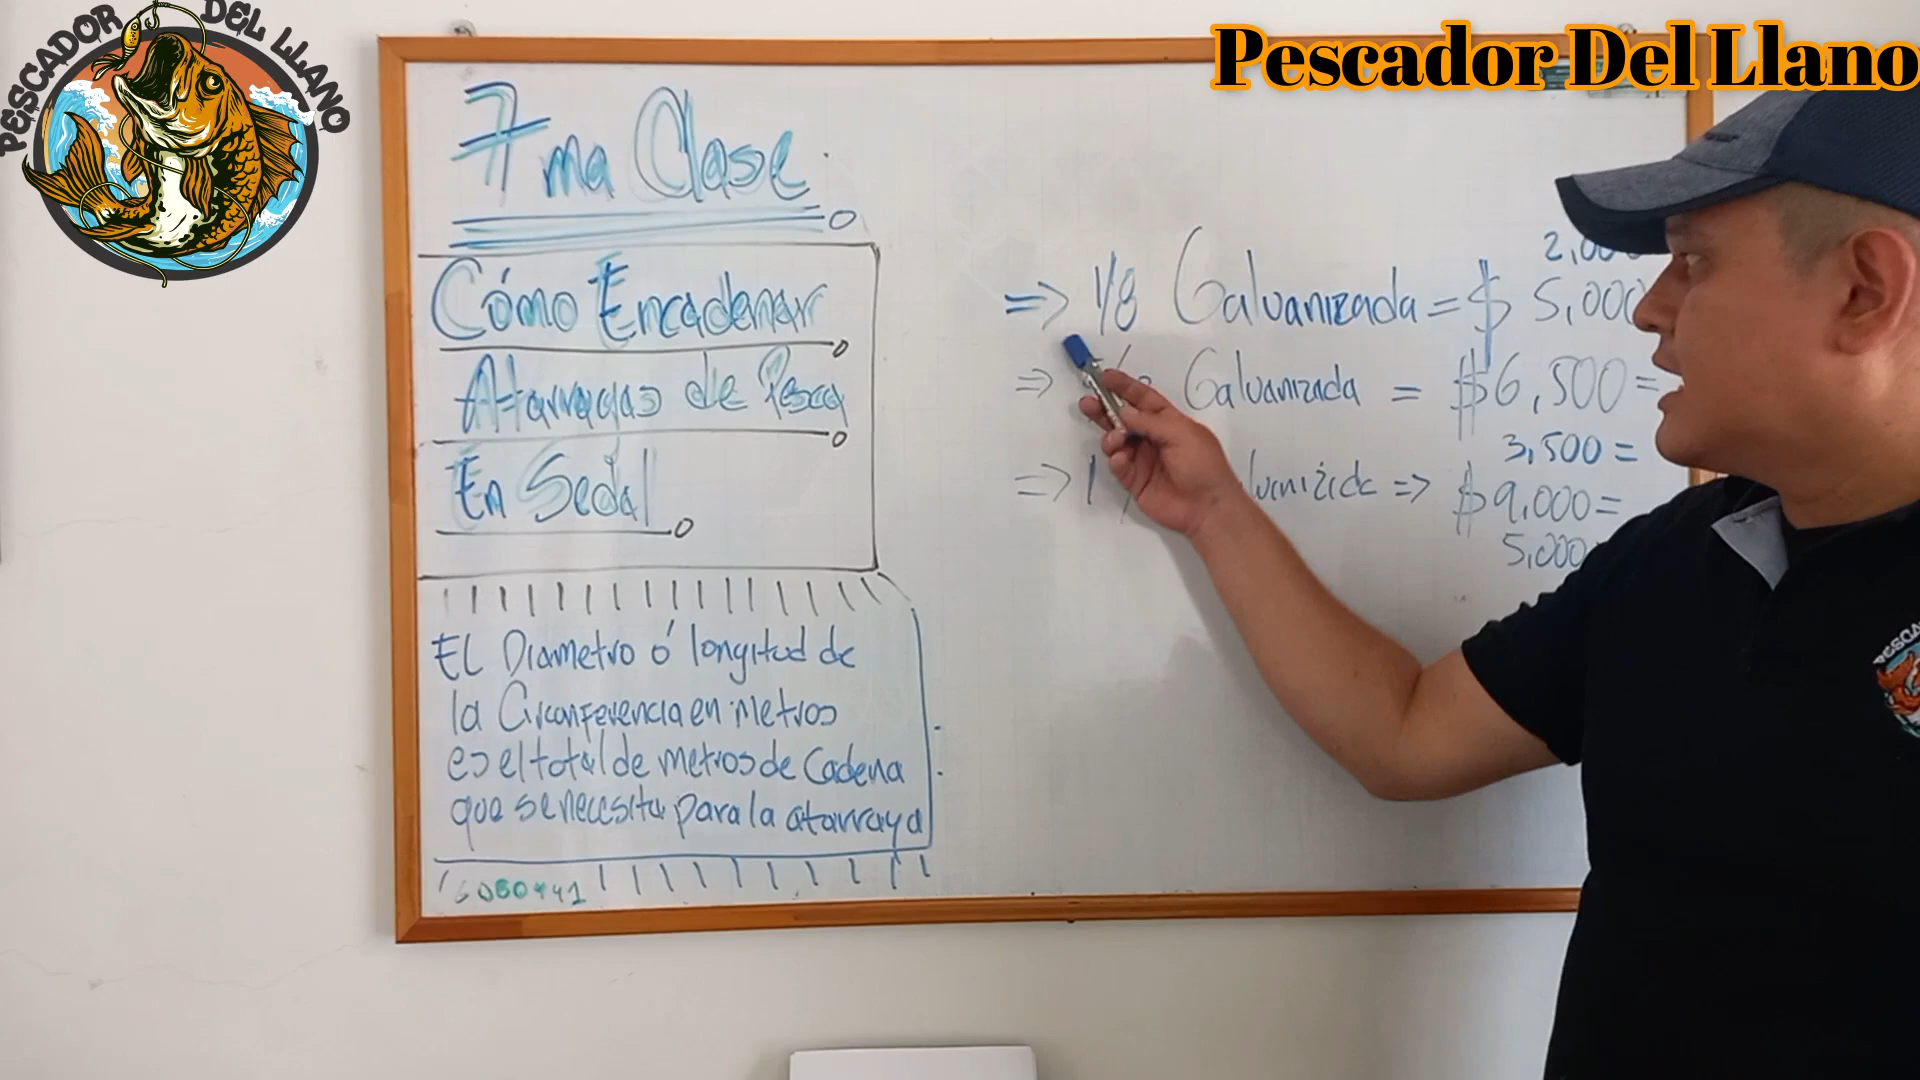 PESCADOR DEL LLANO
Pescador Del Llano
7ma Clase
Cómo Encadenar
Atarrayas de Pesca
En Sedal
El Diametro ó longitud de
la Circunferencia en metros
es el total de metros de Cadena
que se necesita para la atarraya
2,00
=> 1/8 Galvanizada = $ 5,000
=> Galvanizada = $6,500 =
3,500 =
=> 1/ => $9,000 =
5,000